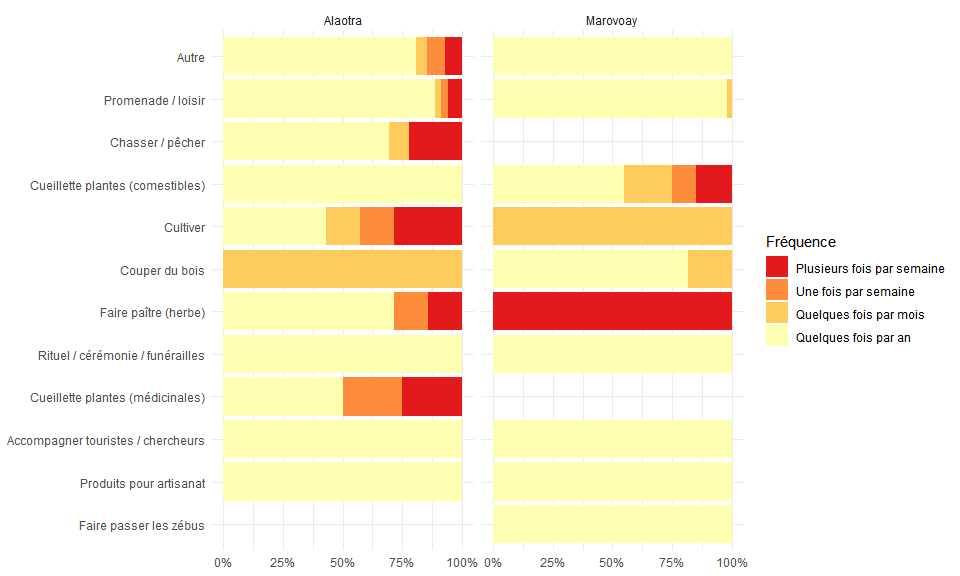 Alaotra
Marovoay
Autre
Promenade / loisir
Chasser / pêcher
Cueillette plantes (comestibles)
Cultiver
Couper du bois
Faire paître (herbe)
Rituel / cérémonie / funérailles
Cueillette plantes (médicinales)
Accompagner touristes / chercheurs
Produits pour artisanat
Faire passer les zébus
0% 25% 50% 75% 100%
0% 25% 50% 75% 100%
Fréquence
Plusieurs fois par semaine
Une fois par semaine
Quelques fois par mois
Quelques fois par an